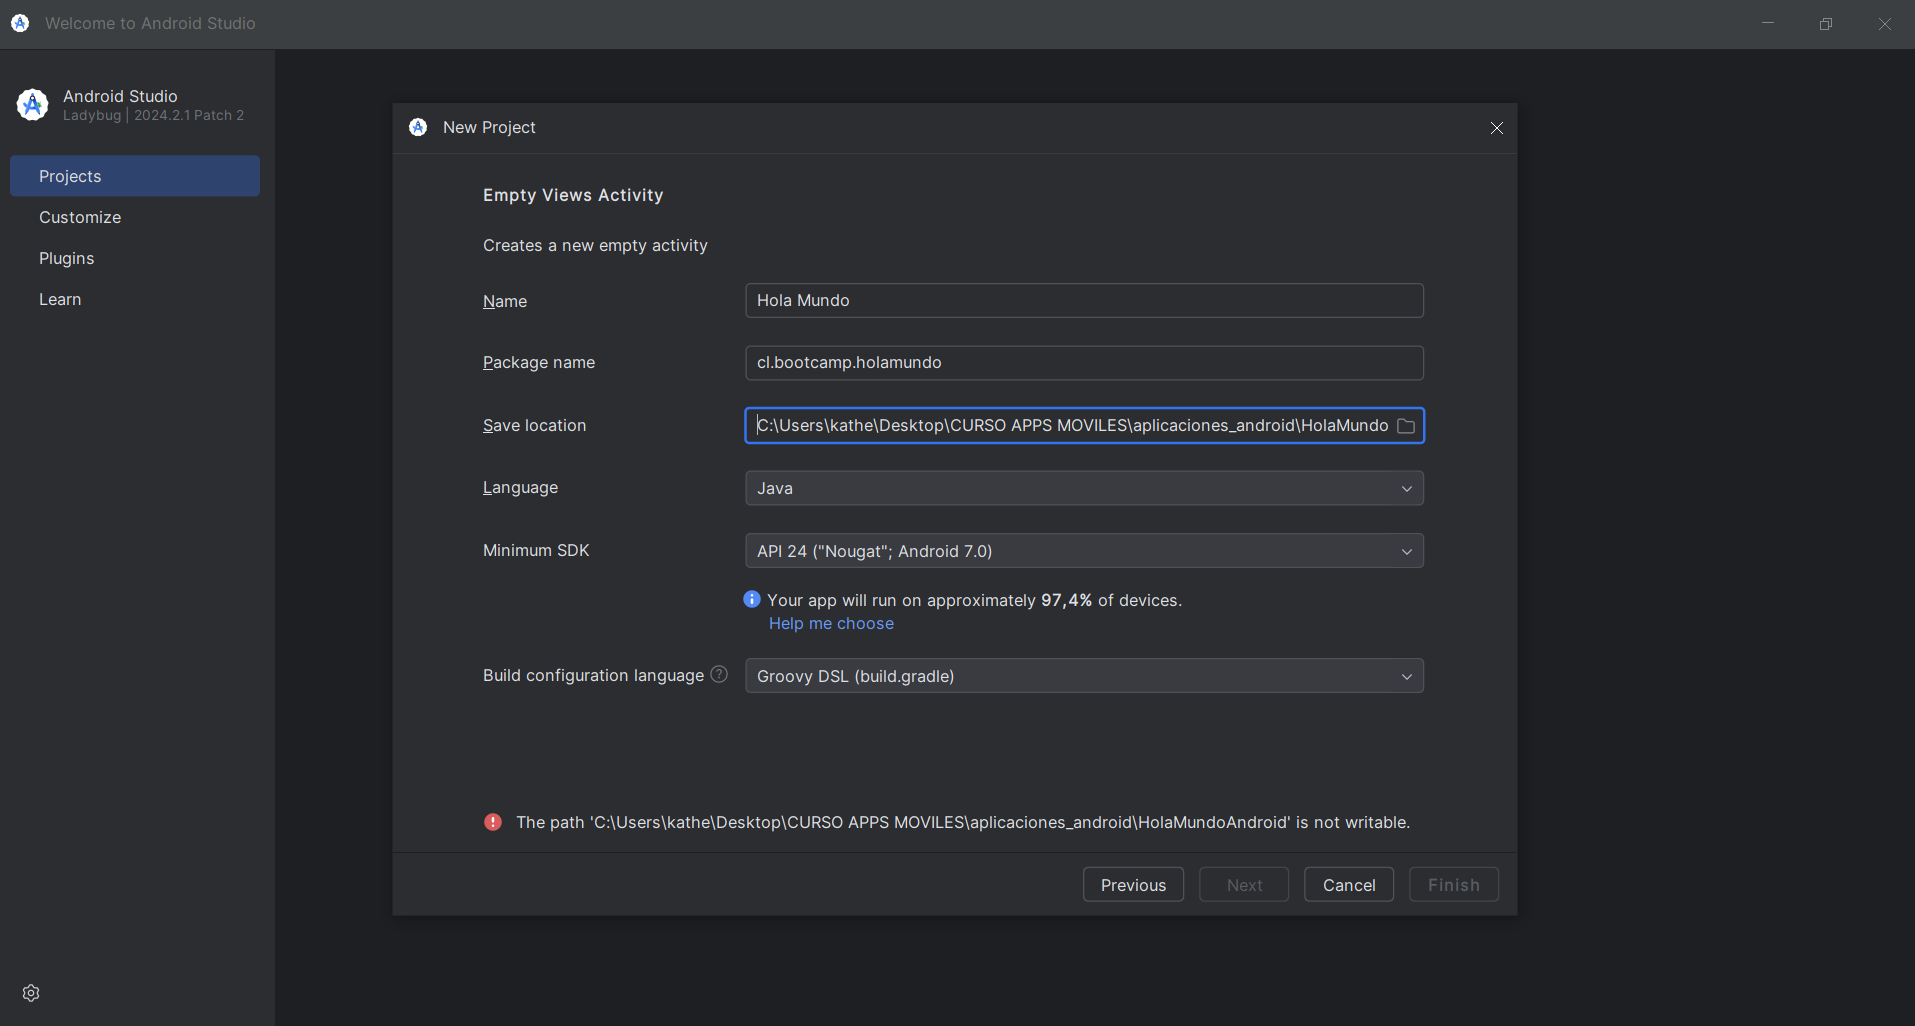 Welcome to Android Studio
Android Studio
Ladybug | 2024.2.1 Patch 2
Projects
Customize
Plugins
Learn
New Project
Empty Views Activity
Creates a new empty activity
Name
Hola Mundo
Package name
cl.bootcamp.holamundo
Save location
C:\Users\kathe\Desktop\CURSO APPS MOVILES\aplicaciones_android\HolaMundo
Language
Java
Minimum SDK
API 24 ("Nougat"; Android 7.0)
Your app will run on approximately 97,4% of devices.
Help me choose
Build configuration language
Groovy DSL (build.gradle)
The path 'C:\Users\kathe\Desktop\CURSO APPS MOVILES\aplicaciones_android\HolaMundoAndroid' is not writable.
Previous
Next
Cancel
Finish